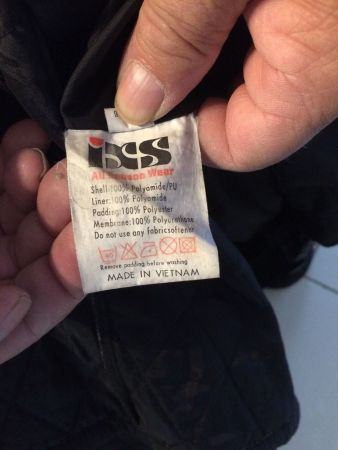 ixs
All Season Wear
Shell:100% Polyamide/PU
Liner:100% Polyamide
Padding:100% Polyester
Membrane:100% Polyurethane
Do not use any fabricsoftener
Remove padding before washing
MADE IN VIETNAM